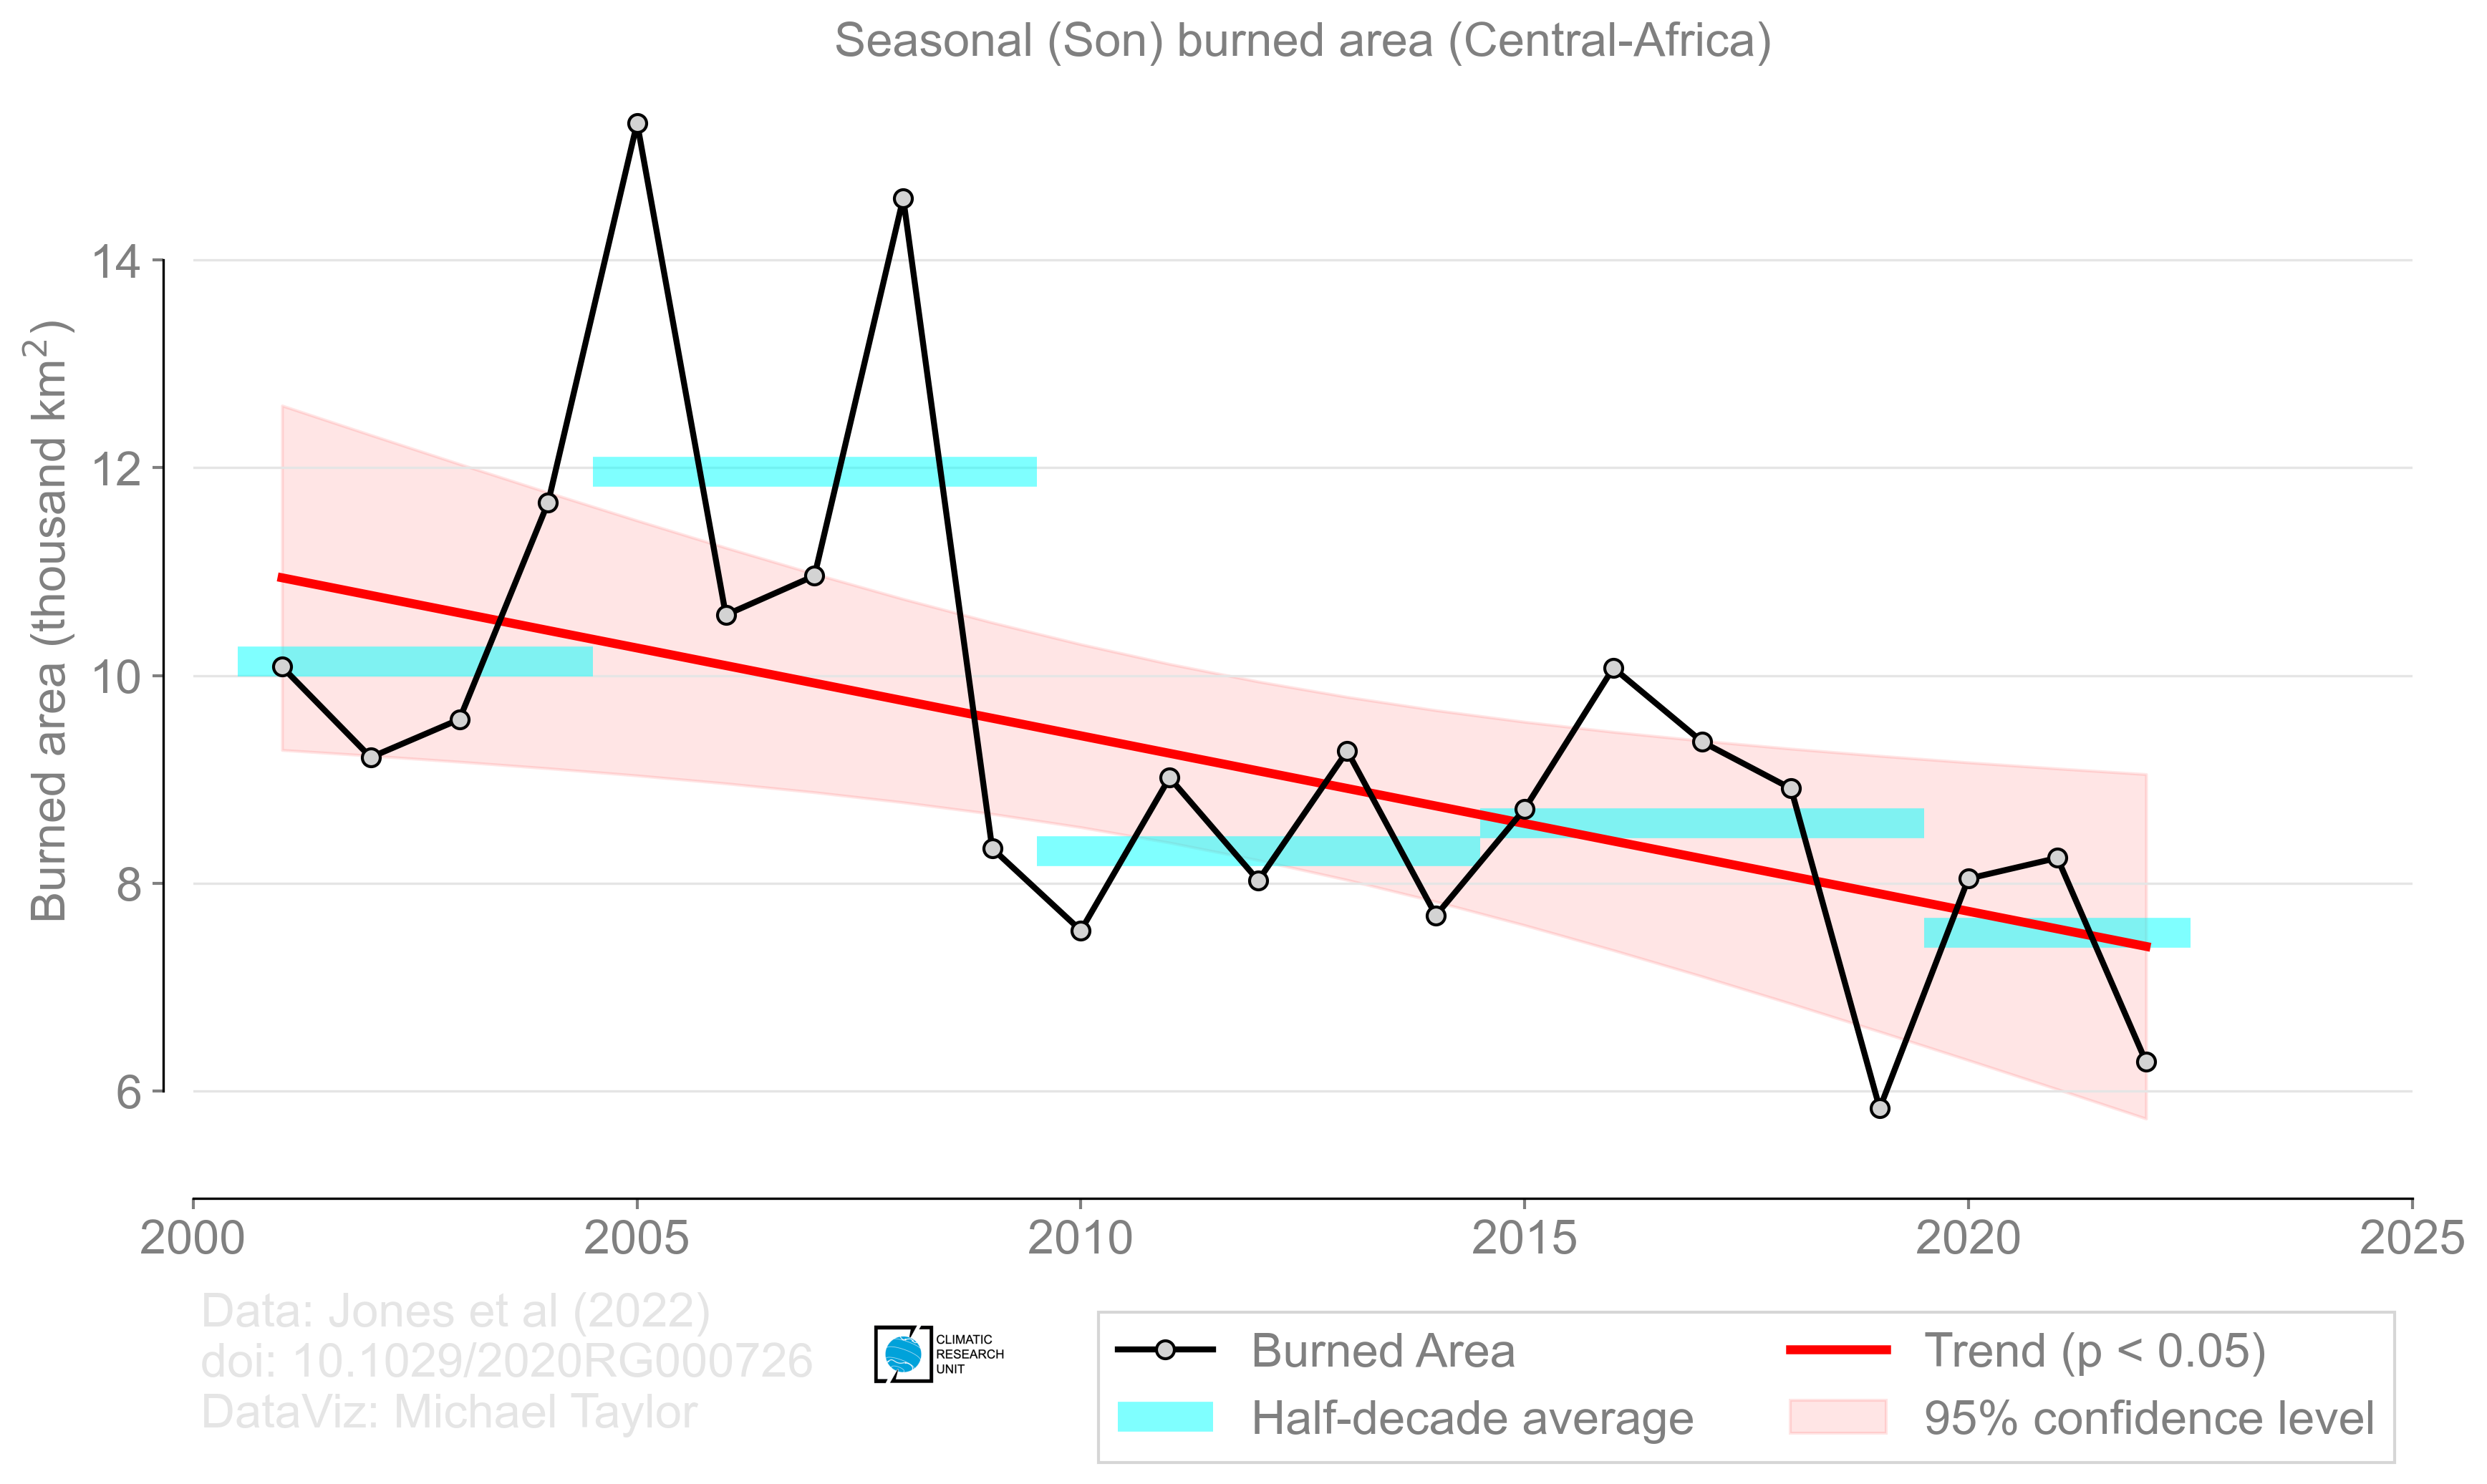 Seasonal (Son) burned area (Central-Africa)
Burned area (thousand km²)
14
12
10
8
6
2000
2005
2010
2015
2020
2025
Data: Jones et al (2022)
doi: 10.1029/2020RG000726
DataViz: Michael Taylor
CLIMATIC
RESEARCH
UNIT
Burned Area
Half-decade average
Trend (p < 0.05)
95% confidence level